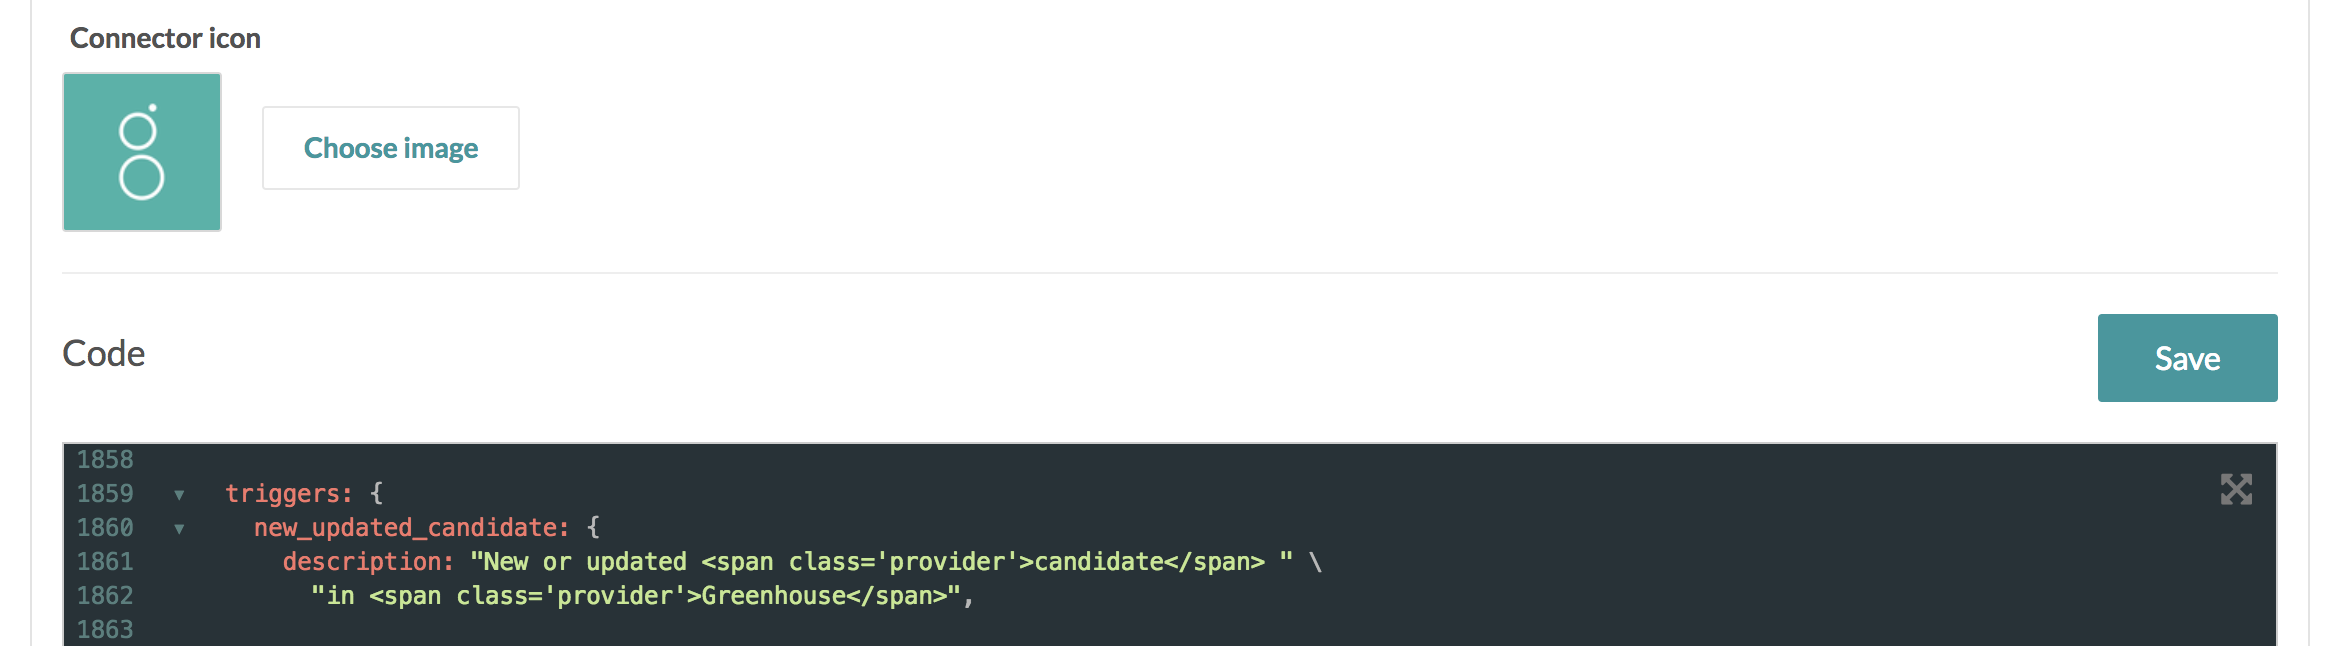 Connector icon
g
Choose image
Code
Save
1858
1859 ▾ triggers: {
1860 ▾ new_updated_candidate: {
1861 description: "New or updated <span class='provider'>candidate</span> " \
1862 "in <span class='provider'>Greenhouse</span>",
1863